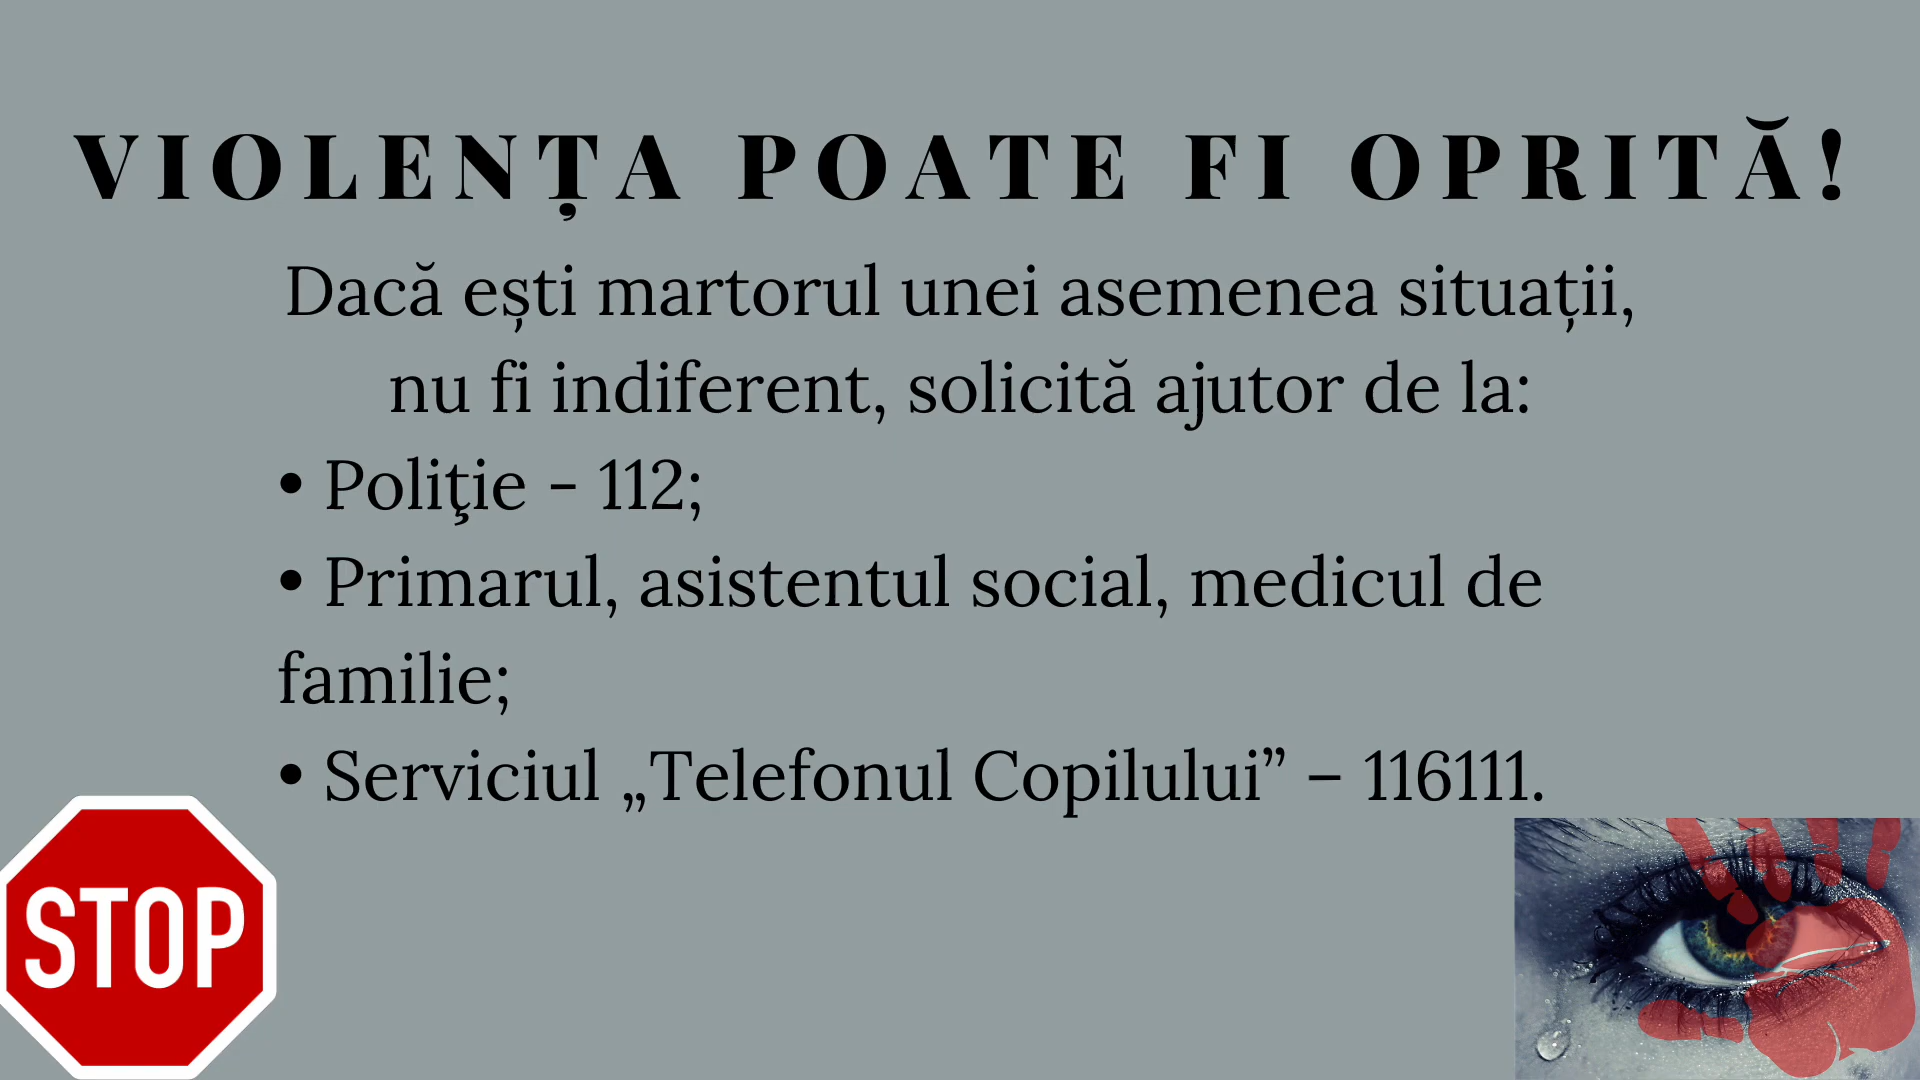 VIOLENȚA POATE FI OPRITĂ!
Dacă ești martorul unei asemenea situații,
nu fi indiferent, solicită ajutor de la:
• Poliţie - 112;
• Primarul, asistentul social, medicul de
familie;
• Serviciul „Telefonul Copilului” – 116111.
STOP